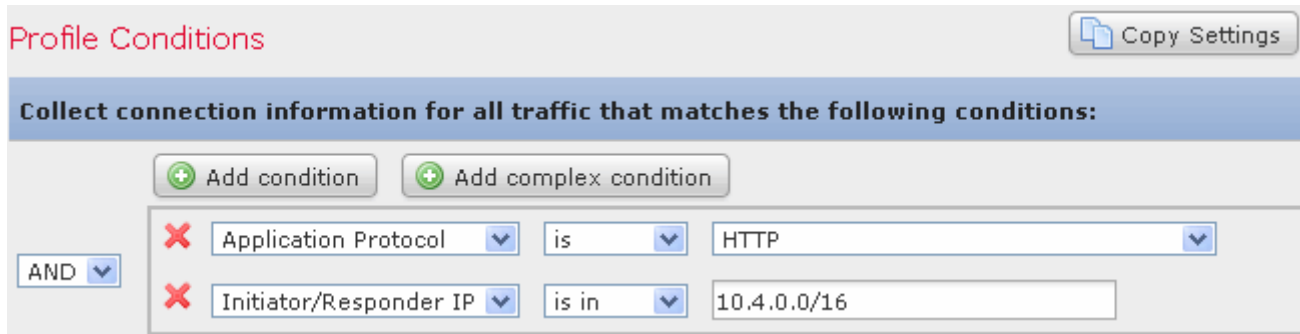 Profile Conditions
Copy Settings
Collect connection information for all traffic that matches the following conditions:
Add condition
Add complex condition
AND
Application Protocol is HTTP
Initiator/Responder IP is in 10.4.0.0/16